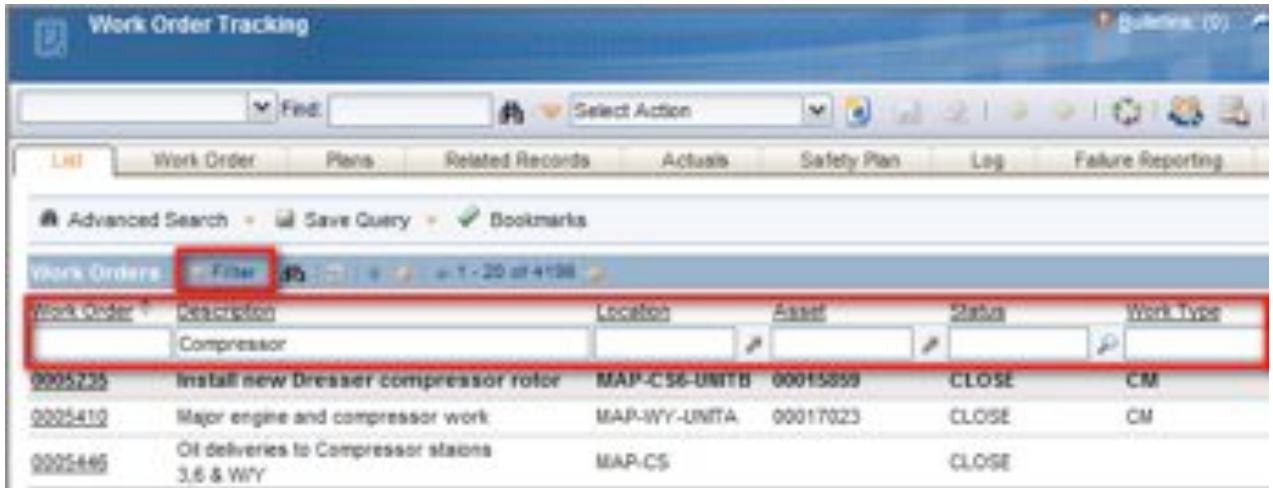 Work Order Tracking
Bulletins: (0)
Find:
Select Action
List Work Order Plans Related Records Actuals Safety Plan Log Failure Reporting
Advanced Search Save Query Bookmarks
Work Orders Filter 1 - 20 of 4196
Work Order Description Location Asset Status Work Type
Compressor
0005235 Install new Dresser compressor rotor MAP-CS6-UNITB 00015859 CLOSE CM
0005410 Major engine and compressor work MAP-WY-UNITA 00017023 CLOSE CM
0005446 Oil deliveries to Compressor staions 3,6 & W/Y MAP-CS CLOSE